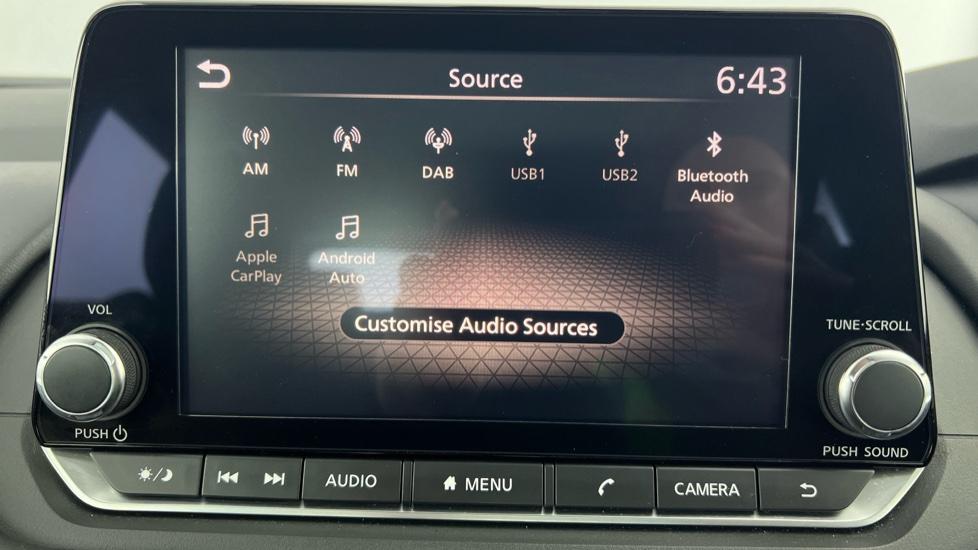 Source
6:43
AM
FM
DAB
USB1
USB2
Bluetooth
Audio
Apple
CarPlay
Android
Auto
Customise Audio Sources
VOL
PUSH
TUNE·SCROLL
PUSH SOUND
AUDIO
MENU
CAMERA